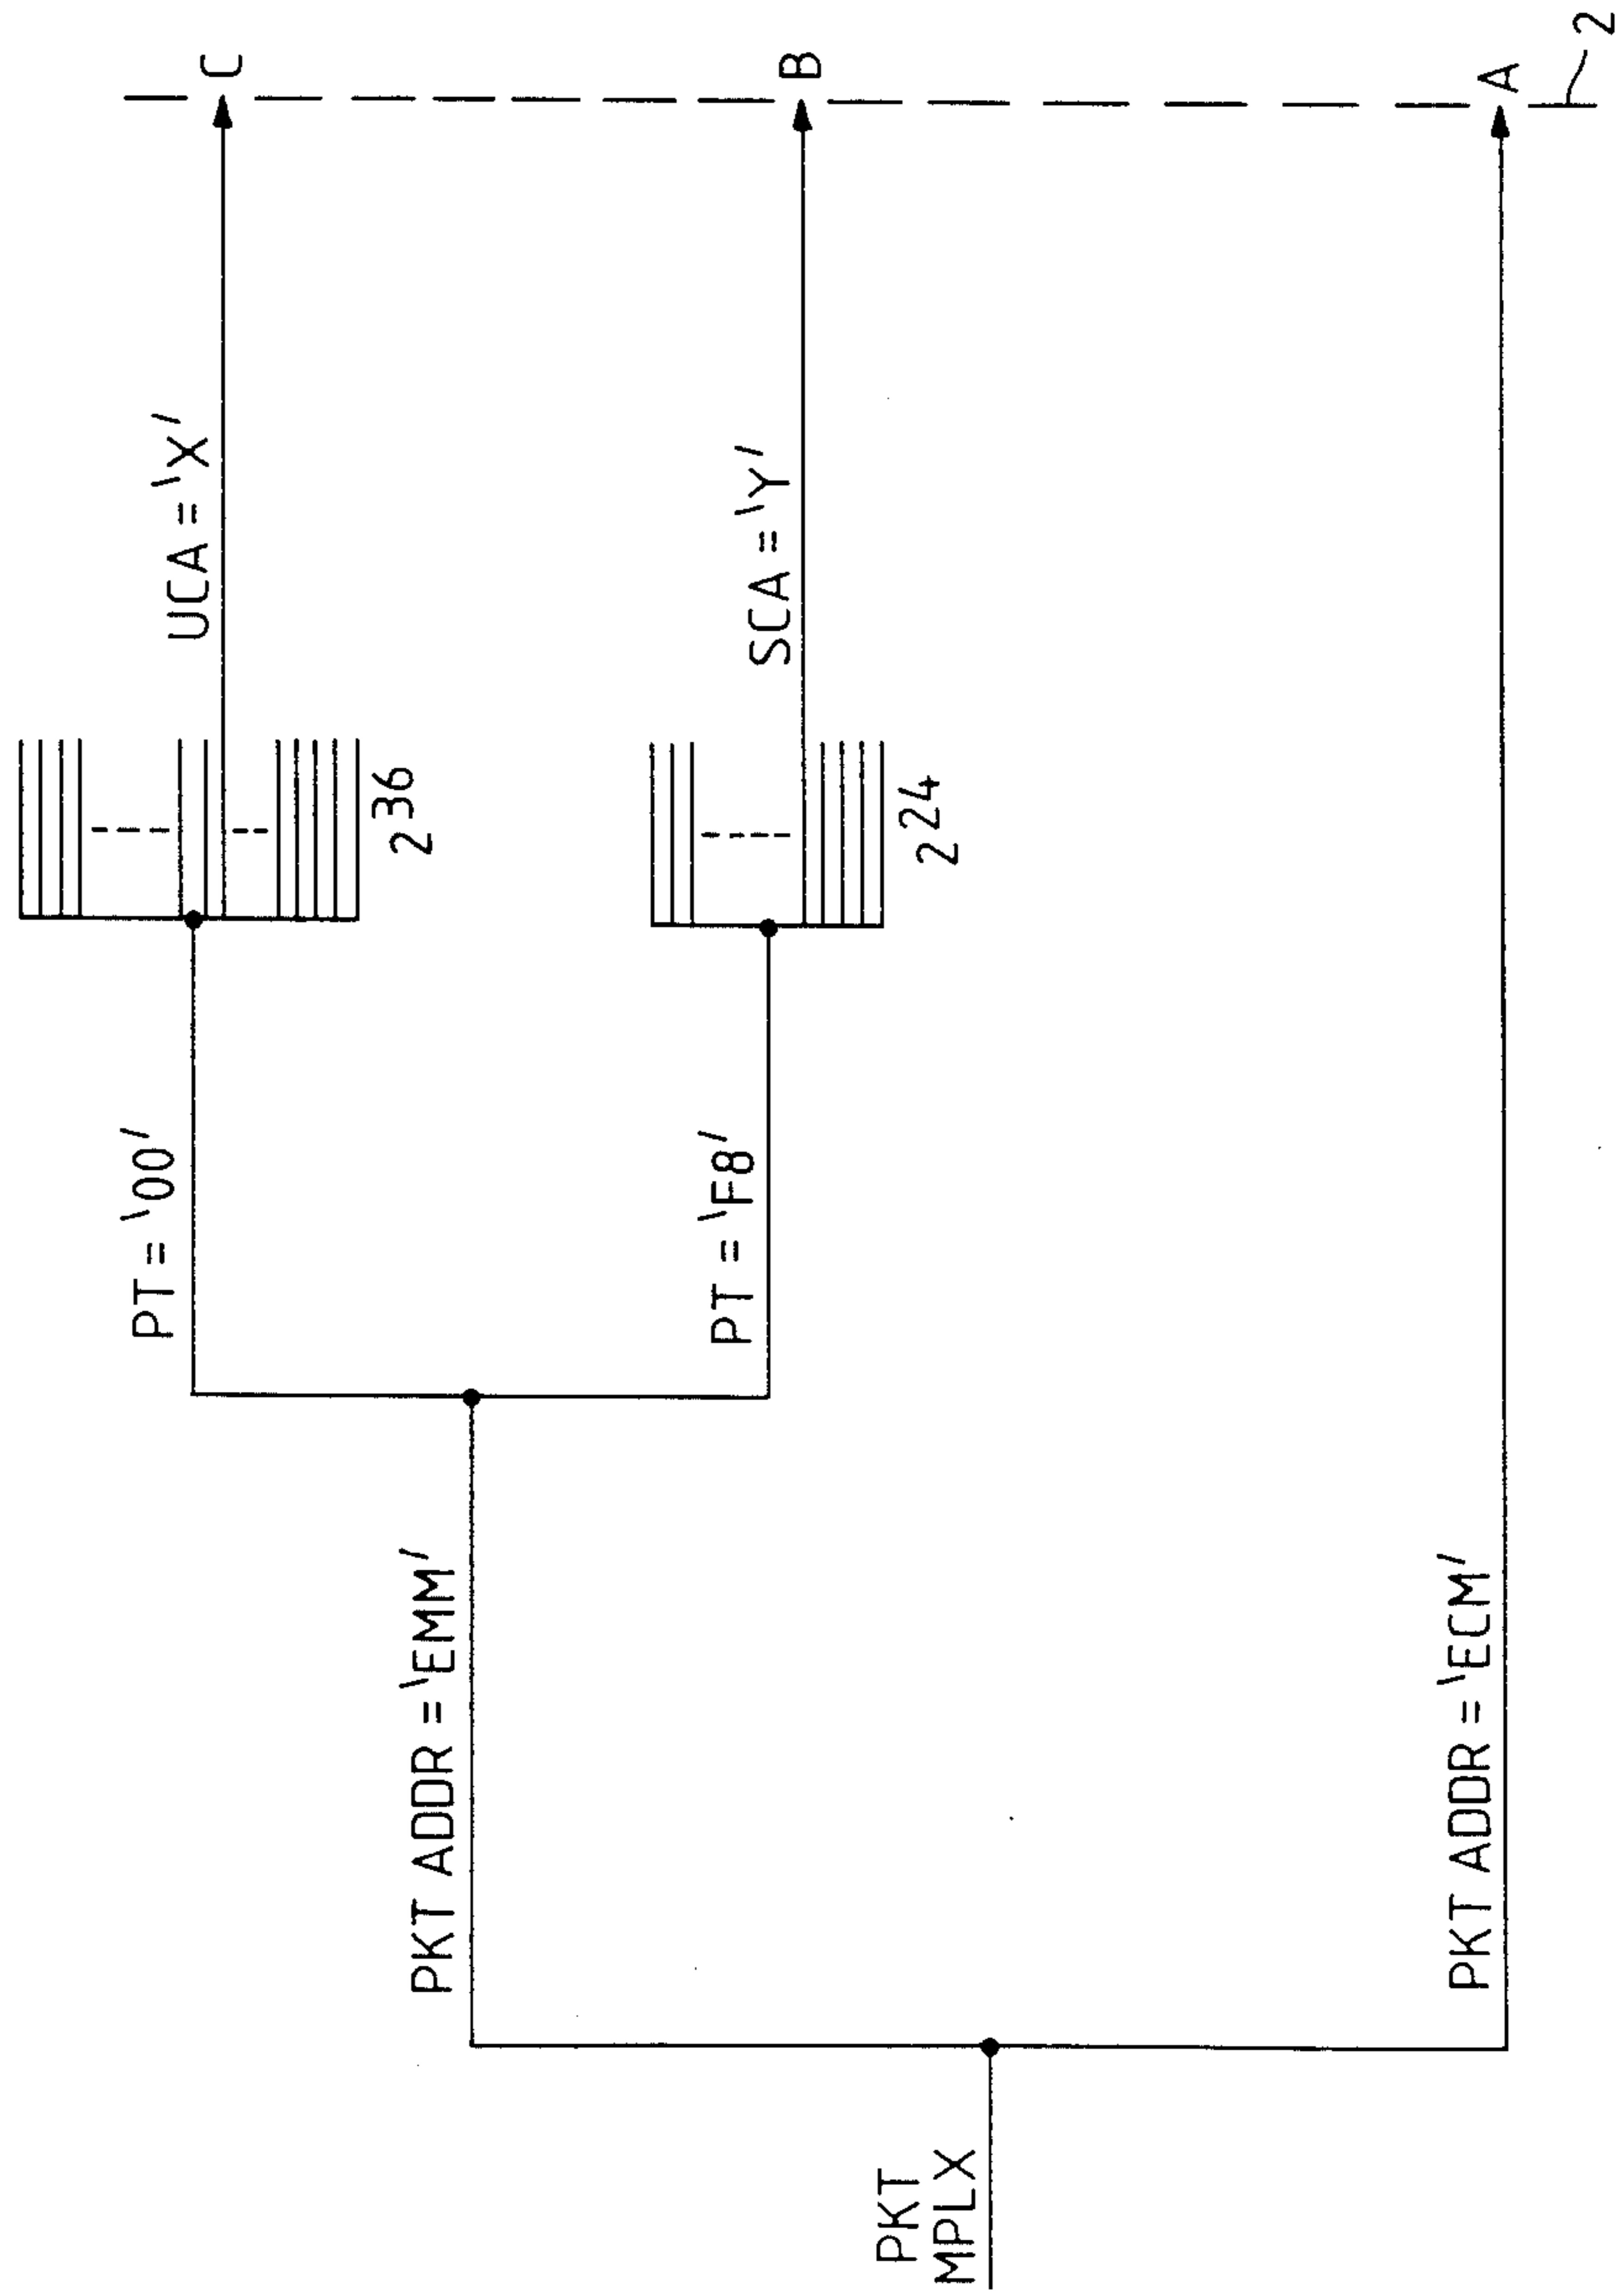 PKT
MPLX
PKT ADDR = 'EMM'
PT = '00'
2^36
UCA = 'X'
C
PT = 'F8'
2^24
SCA = 'Y'
B
PKT ADDR = 'ECM'
A
2